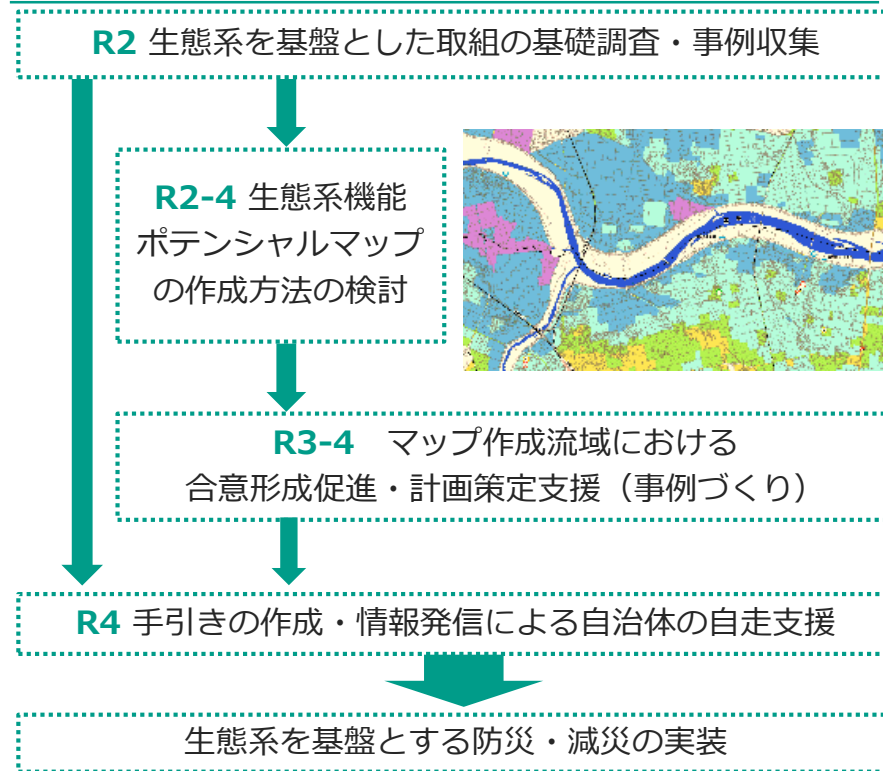 R2 生態系を基盤とした取組の基礎調査・事例収集
R2-4 生態系機能
ポテンシャルマップ
の作成方法の検討
R3-4　マップ作成流域における
合意形成促進・計画策定支援（事例づくり）
R4 手引きの作成・情報発信による自治体の自走支援
生態系を基盤とする防災・減災の実装